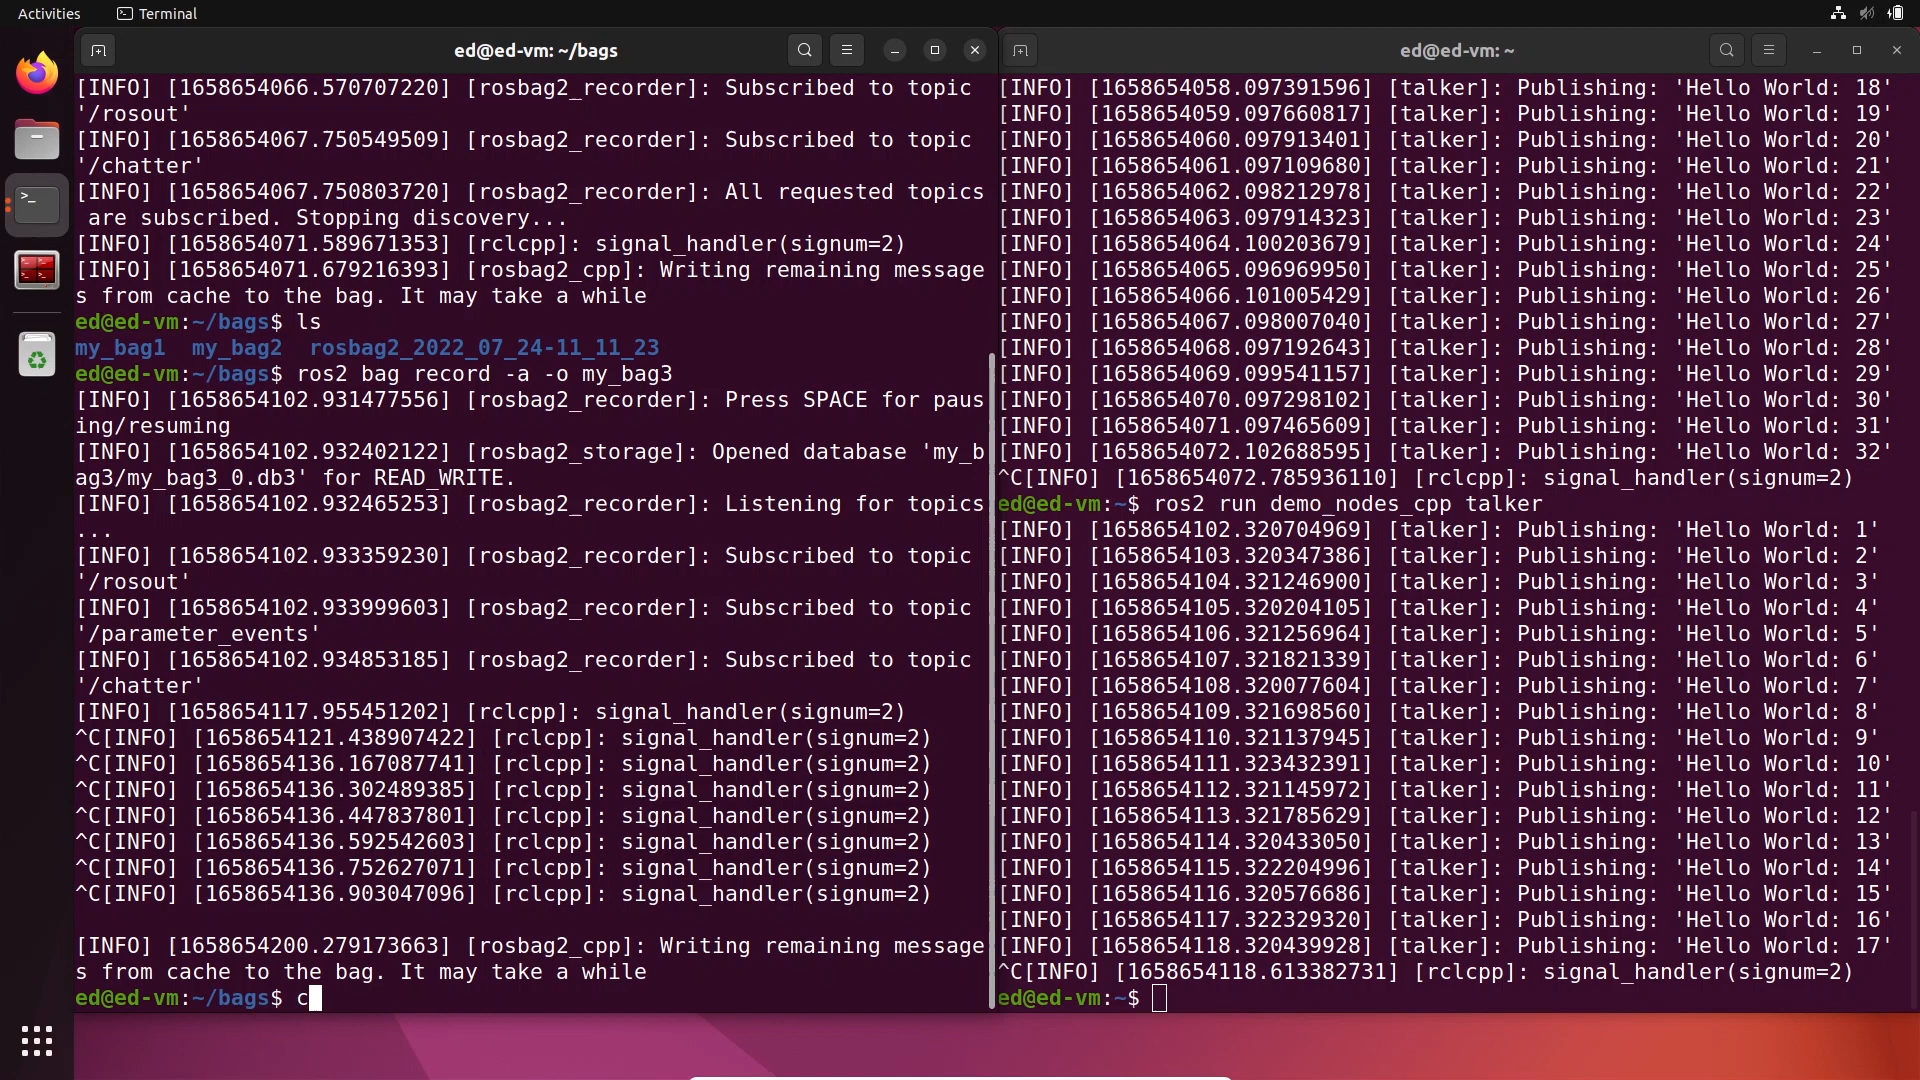 Activities
Terminal
ed@ed-vm: ~/bags
[INFO] [1658654066.570707220] [rosbag2_recorder]: Subscribed to topic
'/rosout'
[INFO] [1658654067.750549509] [rosbag2_recorder]: Subscribed to topic
'/chatter'
[INFO] [1658654067.750803720] [rosbag2_recorder]: All requested topics
 are subscribed. Stopping discovery...
[INFO] [1658654071.589671353] [rclcpp]: signal_handler(signum=2)
[INFO] [1658654071.679216393] [rosbag2_cpp]: Writing remaining message
s from cache to the bag. It may take a while
ed@ed-vm:~/bags$ ls
my_bag1  my_bag2  rosbag2_2022_07_24-11_11_23
ed@ed-vm:~/bags$ ros2 bag record -a -o my_bag3
[INFO] [1658654102.931477556] [rosbag2_recorder]: Press SPACE for paus
ing/resuming
[INFO] [1658654102.932402122] [rosbag2_storage]: Opened database 'my_b
ag3/my_bag3_0.db3' for READ_WRITE.
[INFO] [1658654102.932465253] [rosbag2_recorder]: Listening for topics
...
[INFO] [1658654102.933359230] [rosbag2_recorder]: Subscribed to topic
'/rosout'
[INFO] [1658654102.933999603] [rosbag2_recorder]: Subscribed to topic
'/parameter_events'
[INFO] [1658654102.934853185] [rosbag2_recorder]: Subscribed to topic
'/chatter'
[INFO] [1658654117.955451202] [rclcpp]: signal_handler(signum=2)
^C[INFO] [1658654121.438907422] [rclcpp]: signal_handler(signum=2)
^C[INFO] [1658654136.167087741] [rclcpp]: signal_handler(signum=2)
^C[INFO] [1658654136.302489385] [rclcpp]: signal_handler(signum=2)
^C[INFO] [1658654136.447837801] [rclcpp]: signal_handler(signum=2)
^C[INFO] [1658654136.592542603] [rclcpp]: signal_handler(signum=2)
^C[INFO] [1658654136.752627071] [rclcpp]: signal_handler(signum=2)
^C[INFO] [1658654136.903047096] [rclcpp]: signal_handler(signum=2)
[INFO] [1658654200.279173663] [rosbag2_cpp]: Writing remaining message
s from cache to the bag. It may take a while
ed@ed-vm:~/bags$ c
ed@ed-vm: ~
[INFO] [1658654058.097391596] [talker]: Publishing: 'Hello World: 18'
[INFO] [1658654059.097660817] [talker]: Publishing: 'Hello World: 19'
[INFO] [1658654060.097913401] [talker]: Publishing: 'Hello World: 20'
[INFO] [1658654061.097109680] [talker]: Publishing: 'Hello World: 21'
[INFO] [1658654062.098212978] [talker]: Publishing: 'Hello World: 22'
[INFO] [1658654063.097914323] [talker]: Publishing: 'Hello World: 23'
[INFO] [1658654064.100203679] [talker]: Publishing: 'Hello World: 24'
[INFO] [1658654065.096969950] [talker]: Publishing: 'Hello World: 25'
[INFO] [1658654066.101005429] [talker]: Publishing: 'Hello World: 26'
[INFO] [1658654067.098007040] [talker]: Publishing: 'Hello World: 27'
[INFO] [1658654068.097192643] [talker]: Publishing: 'Hello World: 28'
[INFO] [1658654069.099541157] [talker]: Publishing: 'Hello World: 29'
[INFO] [1658654070.097298102] [talker]: Publishing: 'Hello World: 30'
[INFO] [1658654071.097465609] [talker]: Publishing: 'Hello World: 31'
[INFO] [1658654072.102688595] [talker]: Publishing: 'Hello World: 32'
^C[INFO] [1658654072.785936110] [rclcpp]: signal_handler(signum=2)
ed@ed-vm:~$ ros2 run demo_nodes_cpp talker
[INFO] [1658654102.320704969] [talker]: Publishing: 'Hello World: 1'
[INFO] [1658654103.320347386] [talker]: Publishing: 'Hello World: 2'
[INFO] [1658654104.321246900] [talker]: Publishing: 'Hello World: 3'
[INFO] [1658654105.320204105] [talker]: Publishing: 'Hello World: 4'
[INFO] [1658654106.321256964] [talker]: Publishing: 'Hello World: 5'
[INFO] [1658654107.321821339] [talker]: Publishing: 'Hello World: 6'
[INFO] [1658654108.320077604] [talker]: Publishing: 'Hello World: 7'
[INFO] [1658654109.321698560] [talker]: Publishing: 'Hello World: 8'
[INFO] [1658654110.321137945] [talker]: Publishing: 'Hello World: 9'
[INFO] [1658654111.323432391] [talker]: Publishing: 'Hello World: 10'
[INFO] [1658654112.321145972] [talker]: Publishing: 'Hello World: 11'
[INFO] [1658654113.321785629] [talker]: Publishing: 'Hello World: 12'
[INFO] [1658654114.320433050] [talker]: Publishing: 'Hello World: 13'
[INFO] [1658654115.322204996] [talker]: Publishing: 'Hello World: 14'
[INFO] [1658654116.320576686] [talker]: Publishing: 'Hello World: 15'
[INFO] [1658654117.322329320] [talker]: Publishing: 'Hello World: 16'
[INFO] [1658654118.320439928] [talker]: Publishing: 'Hello World: 17'
^C[INFO] [1658654118.613382731] [rclcpp]: signal_handler(signum=2)
ed@ed-vm:~$